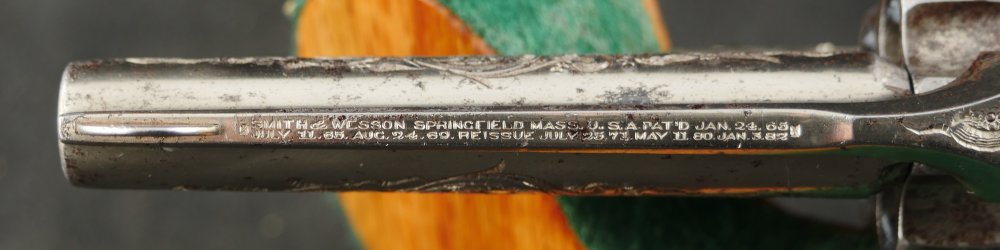 SMITH & WESSON SPRINGFIELD MASS. U.S.A. PAT'D JAN. 24. 65
JULY 11. 65. AUG. 24. 69. REISSUE JULY 25. 71 MAY 11. 80. JAN. 3. 82